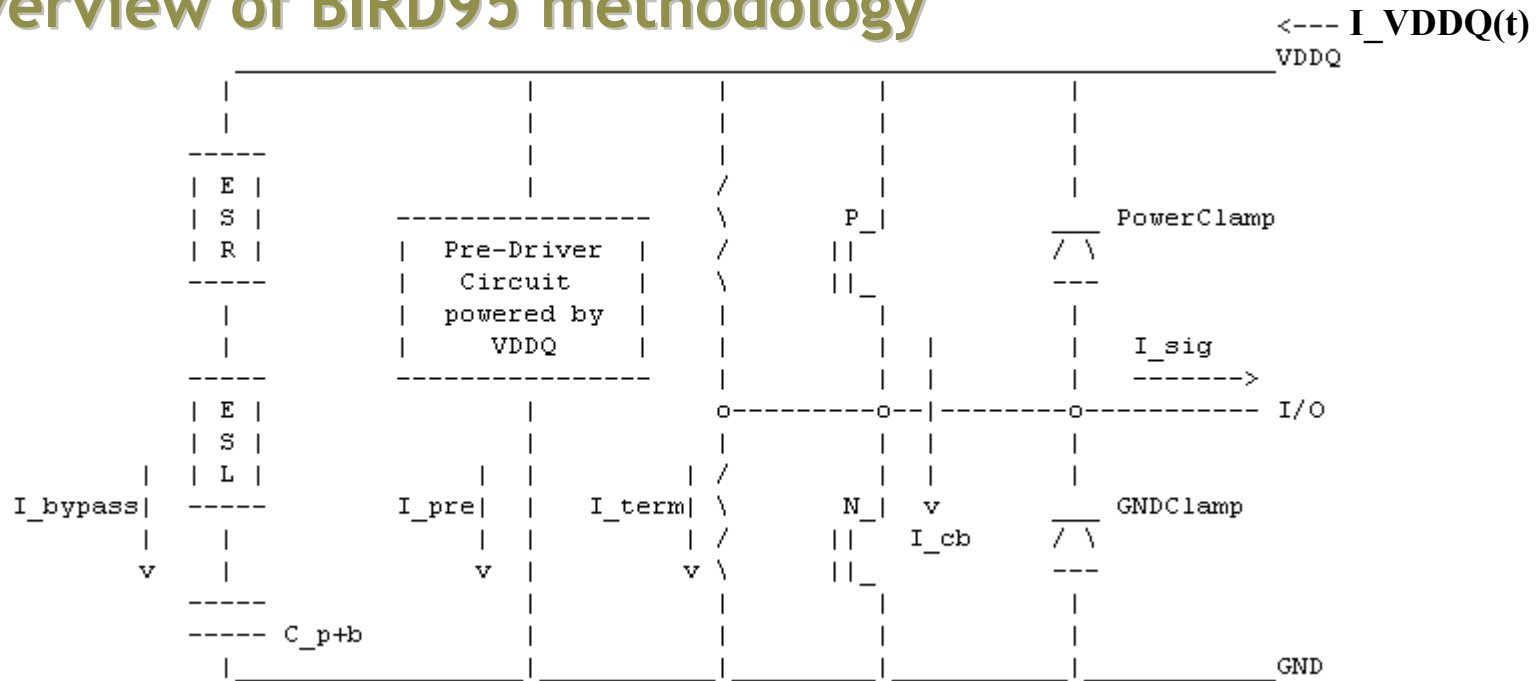 verview of BIRD95 methodology
<--- I_VDDQ(t)
VDDQ
E
S
R
P_
PowerClamp
Pre-Driver
Circuit
powered by
VDDQ
I_sig
I/O
E
S
L
I_bypass
I_pre
I_term
N_
v
GNDClamp
I_cb
v
v
v
C_p+b
GND